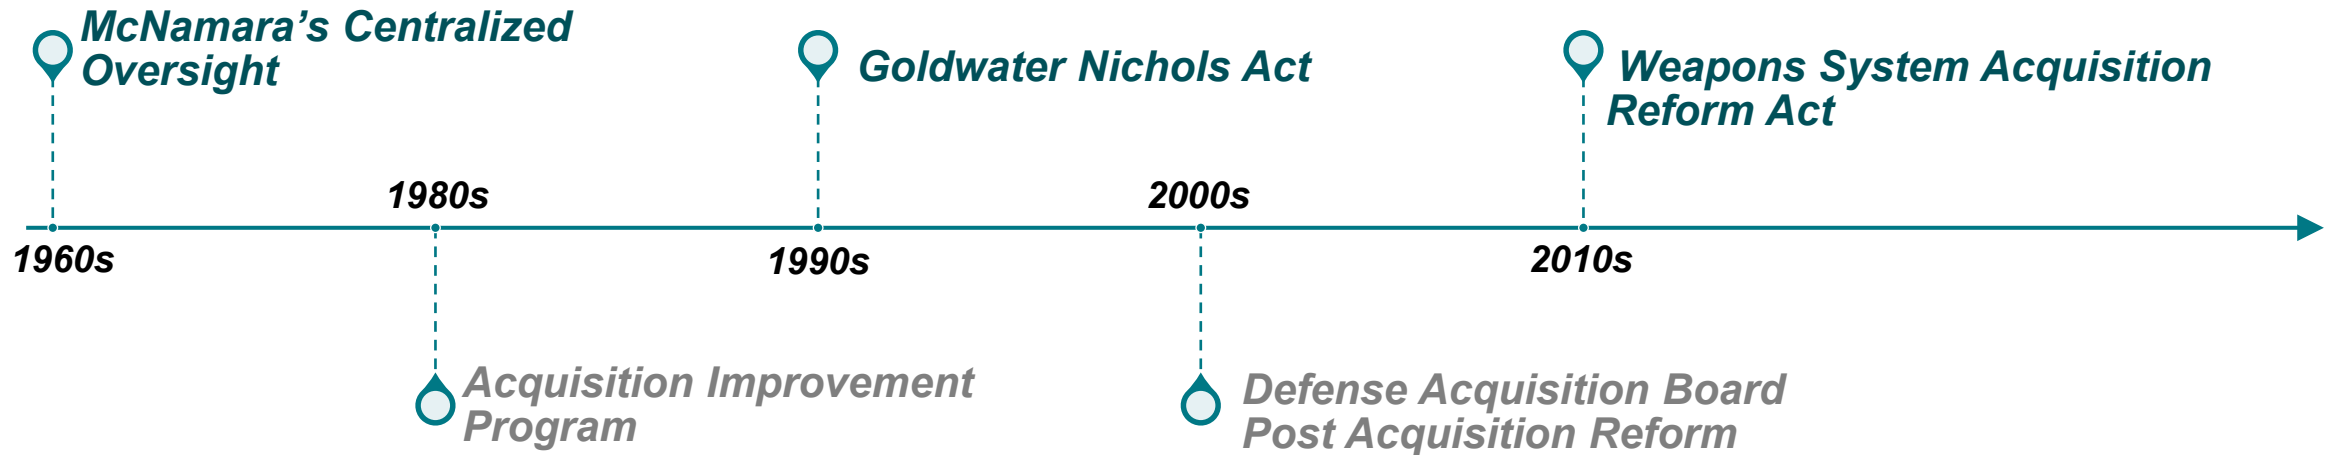 McNamara’s Centralized
Oversight
Goldwater Nichols Act
Weapons System Acquisition
Reform Act
1980s
2000s
1960s
1990s
2010s
Acquisition Improvement
Program
Defense Acquisition Board
Post Acquisition Reform